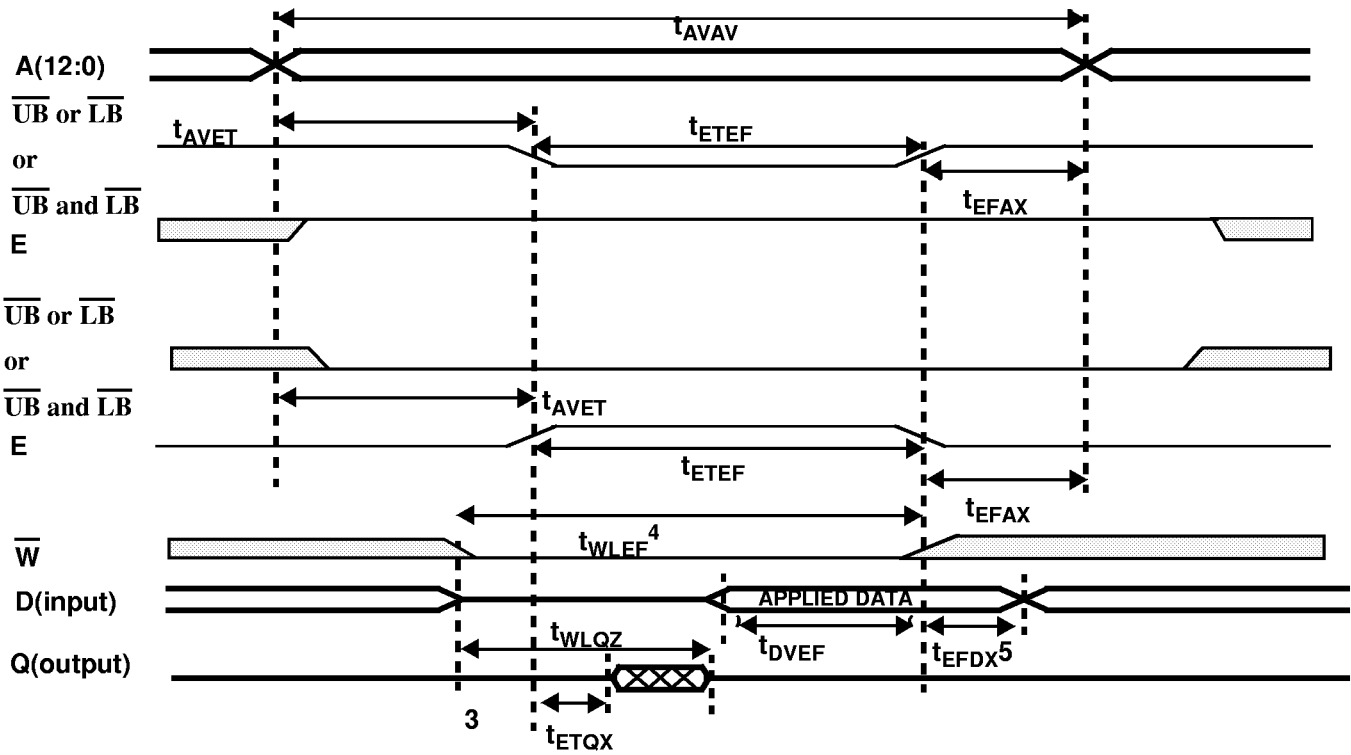 tAVAV
A(12:0)
UB or LB
tAVET
tETEF
or
UB and LB
tEFAX
E
UB or LB
or
UB and LB
tAVET
E
tETEF
tEFAX
W
tWLEF4
D(input)
APPLIED DATA
tWLQZ
tDVEF
tEFDX5
Q(output)
3
tETQX